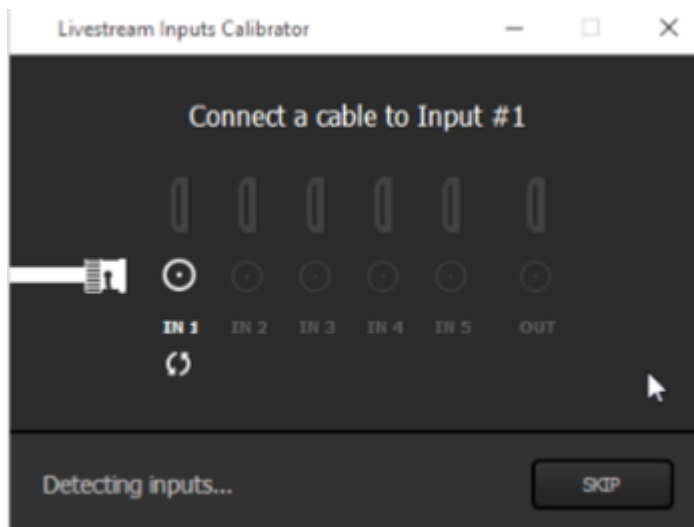 Livestream Inputs Calibrator
Connect a cable to Input #1
IN 1 IN 2 IN 3 IN 4 IN 5 OUT
Detecting inputs... SKIP